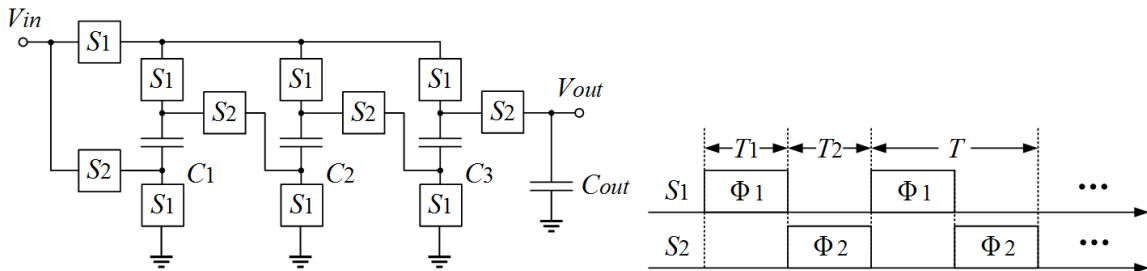 Vin
S1
S1 S1 S1
Vout
S2 S2 S2
S2 C1 C2 C3 Cout
S1 S1 S1
T1 T2 T
S1 Φ1 Φ1 •••
S2 Φ2 Φ2 •••